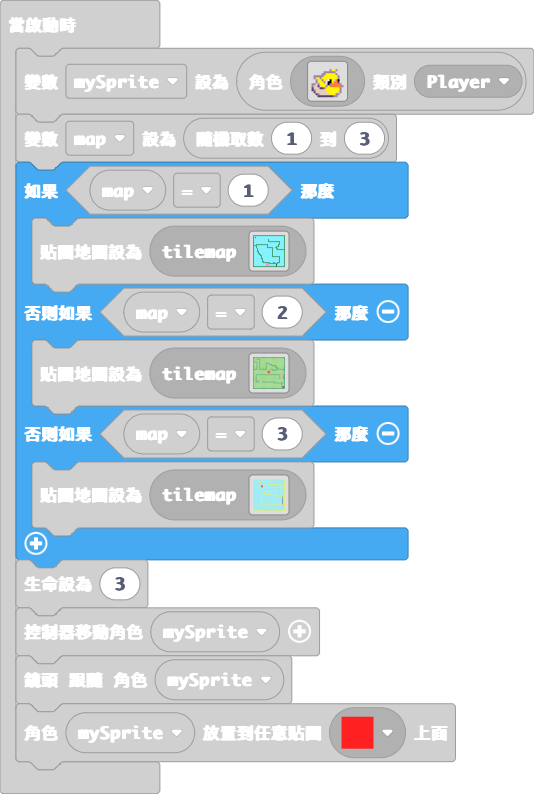 當啟動時
變數 mySprite 設為 角色 類別 Player
變數 map 設為 隨機取數 1 到 3
如果 map = 1 那麼
貼圖地圖設為 tilemap
否則如果 map = 2 那麼
貼圖地圖設為 tilemap
否則如果 map = 3 那麼
貼圖地圖設為 tilemap
生命設為 3
控制器移動角色 mySprite
鏡頭 跟隨 角色 mySprite
角色 mySprite 放置到任意貼圖 上面